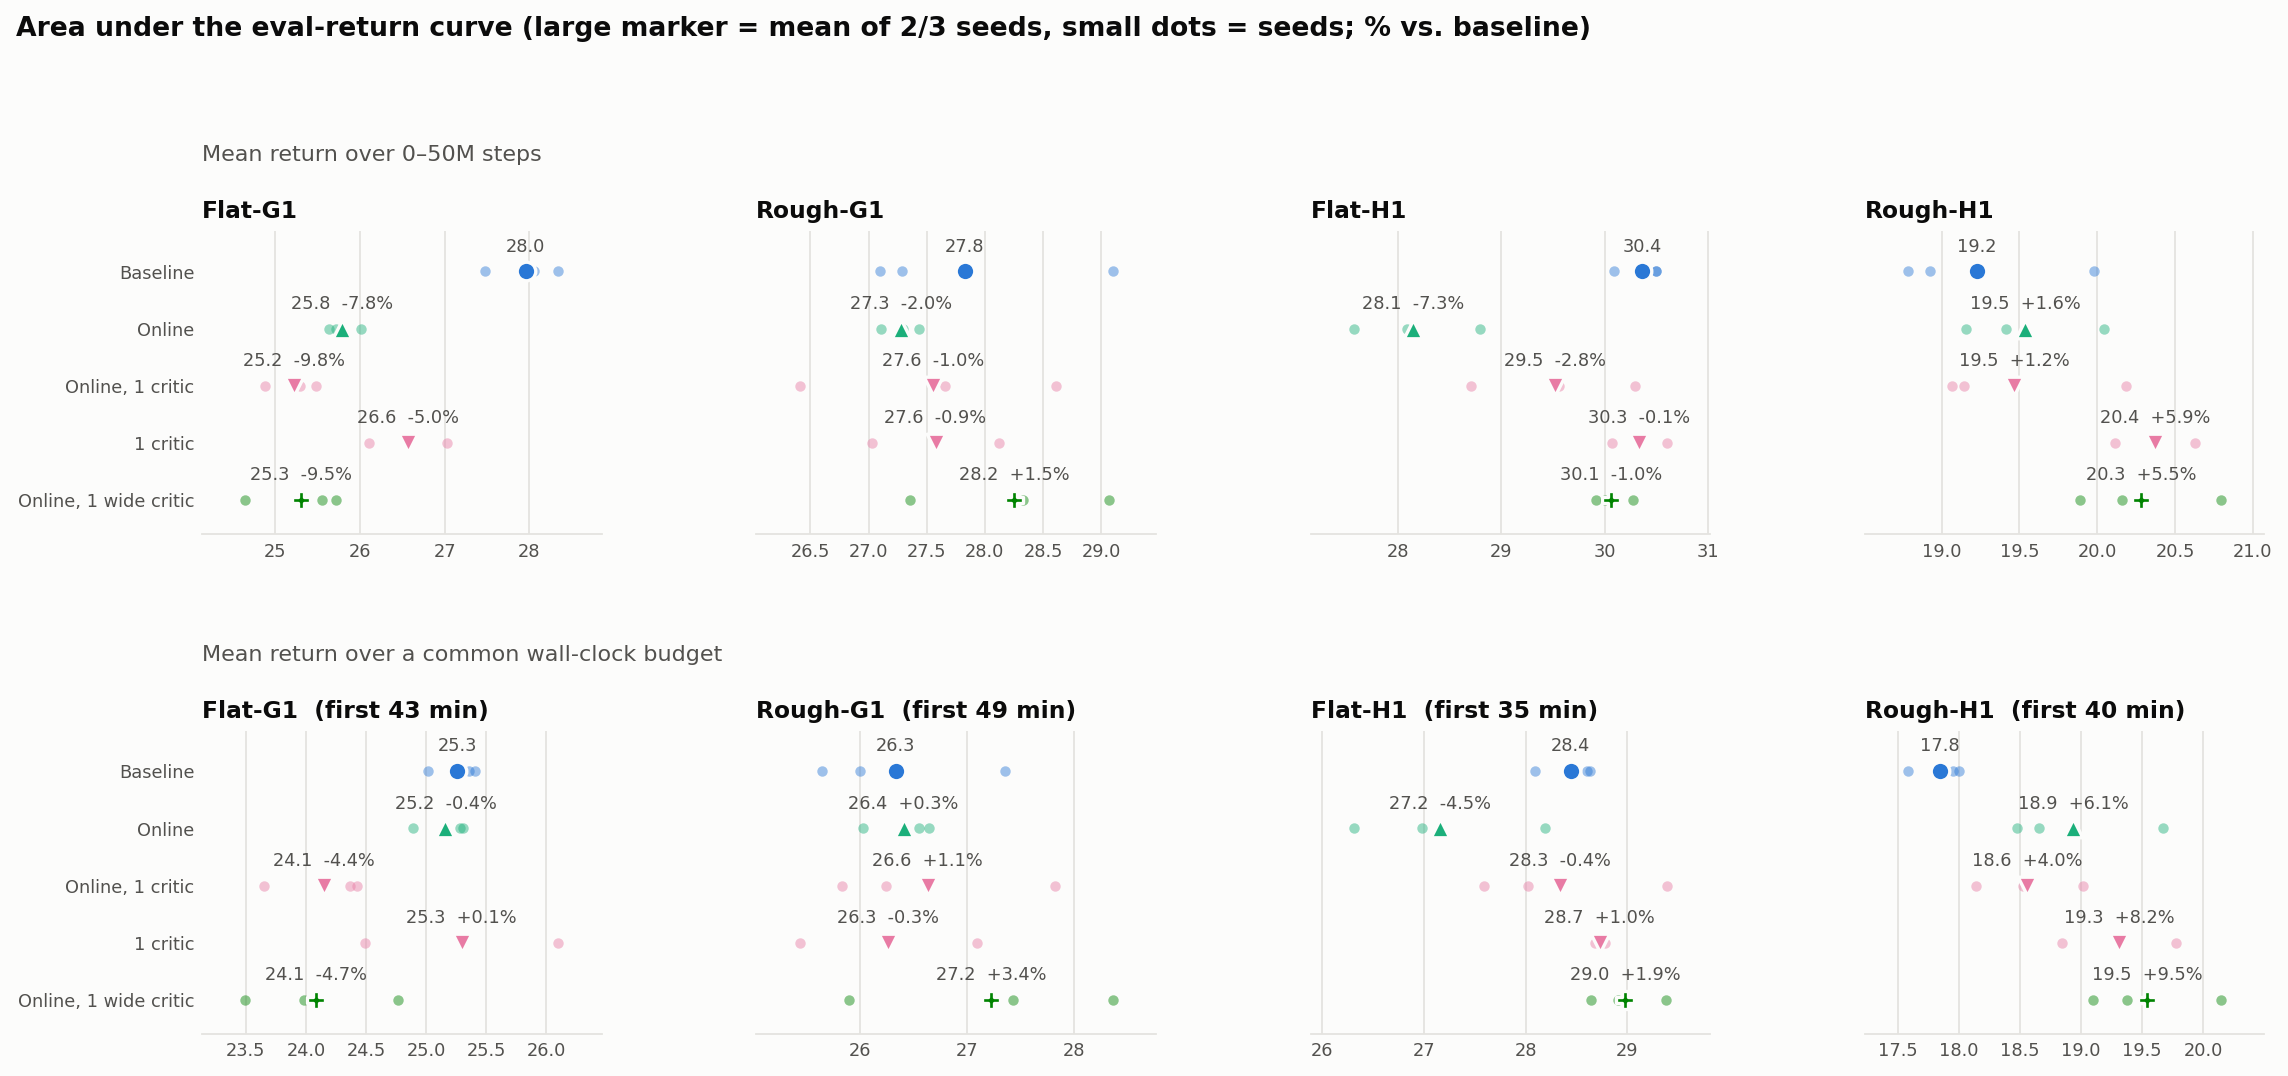 Area under the eval-return curve (large marker = mean of 2/3 seeds, small dots = seeds; % vs. baseline)
Mean return over 0–50M steps
Flat-G1
Baseline
Online
Online, 1 critic
1 critic
Online, 1 wide critic
28.0
25.8 -7.8%
25.2 -9.8%
26.6 -5.0%
25.3 -9.5%
25 26 27 28
Rough-G1
27.8
27.3 -2.0%
27.6 -1.0%
27.6 -0.9%
28.2 +1.5%
26.5 27.0 27.5 28.0 28.5 29.0
Flat-H1
30.4
28.1 -7.3%
29.5 -2.8%
30.3 -0.1%
30.1 -1.0%
28 29 30 31
Rough-H1
19.2
19.5 +1.6%
19.5 +1.2%
20.4 +5.9%
20.3 +5.5%
19.0 19.5 20.0 20.5 21.0
Mean return over a common wall-clock budget
Flat-G1 (first 43 min)
Baseline
Online
Online, 1 critic
1 critic
Online, 1 wide critic
25.3
25.2 -0.4%
24.1 -4.4%
25.3 +0.1%
24.1 -4.7%
23.5 24.0 24.5 25.0 25.5 26.0
Rough-G1 (first 49 min)
26.3
26.4 +0.3%
26.6 +1.1%
26.3 -0.3%
27.2 +3.4%
26 27 28
Flat-H1 (first 35 min)
28.4
27.2 -4.5%
28.3 -0.4%
28.7 +1.0%
29.0 +1.9%
26 27 28 29
Rough-H1 (first 40 min)
17.8
18.9 +6.1%
18.6 +4.0%
19.3 +8.2%
19.5 +9.5%
17.5 18.0 18.5 19.0 19.5 20.0